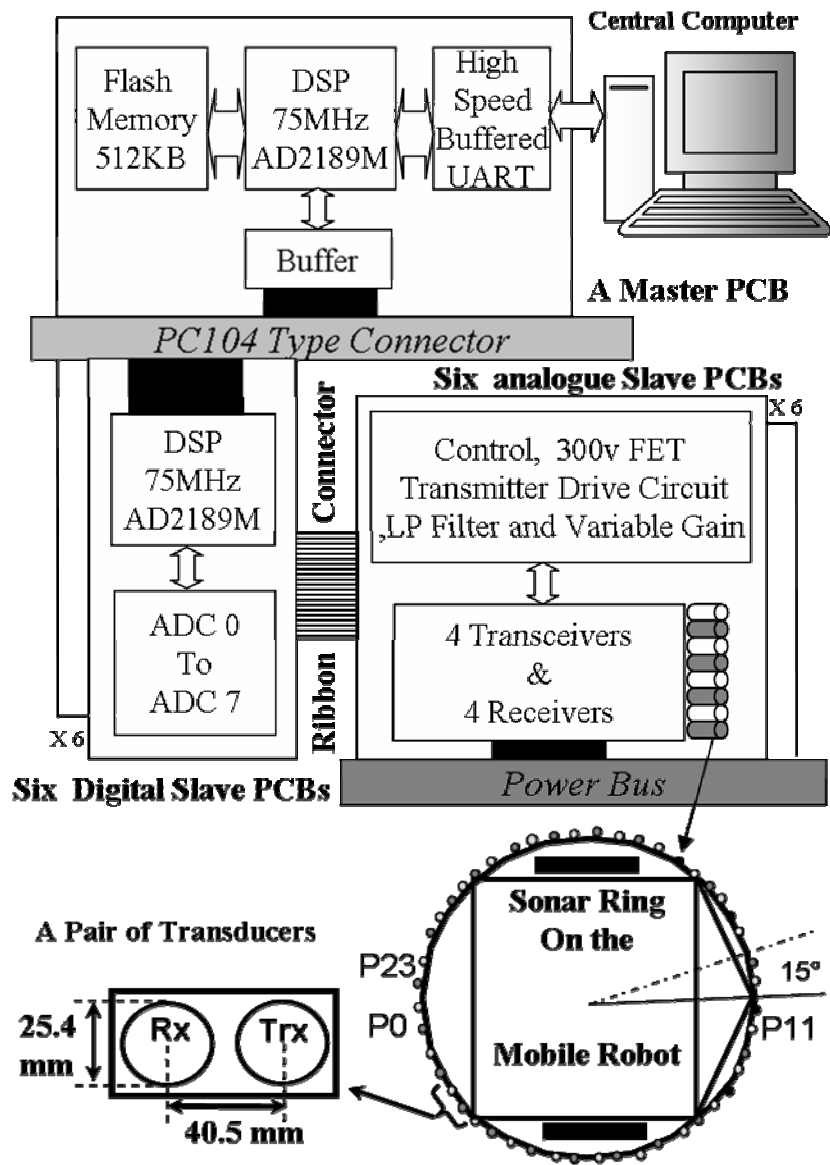 Central Computer
Flash
Memory
512KB
DSP
75MHz
AD2189M
High
Speed
Buffered
UART
Buffer
A Master PCB
PC104 Type Connector
Six analogue Slave PCBs
X 6
DSP
75MHz
AD2189M
ADC 0
To
ADC 7
X 6
Six Digital Slave PCBs
Ribbon Connector
Control, 300v FET
Transmitter Drive Circuit
,LP Filter and Variable Gain
4 Transceivers
&
4 Receivers
Power Bus
Sonar Ring
On the
Mobile Robot
15º
P23
P0
P11
A Pair of Transducers
Rx
Trx
25.4
mm
40.5 mm